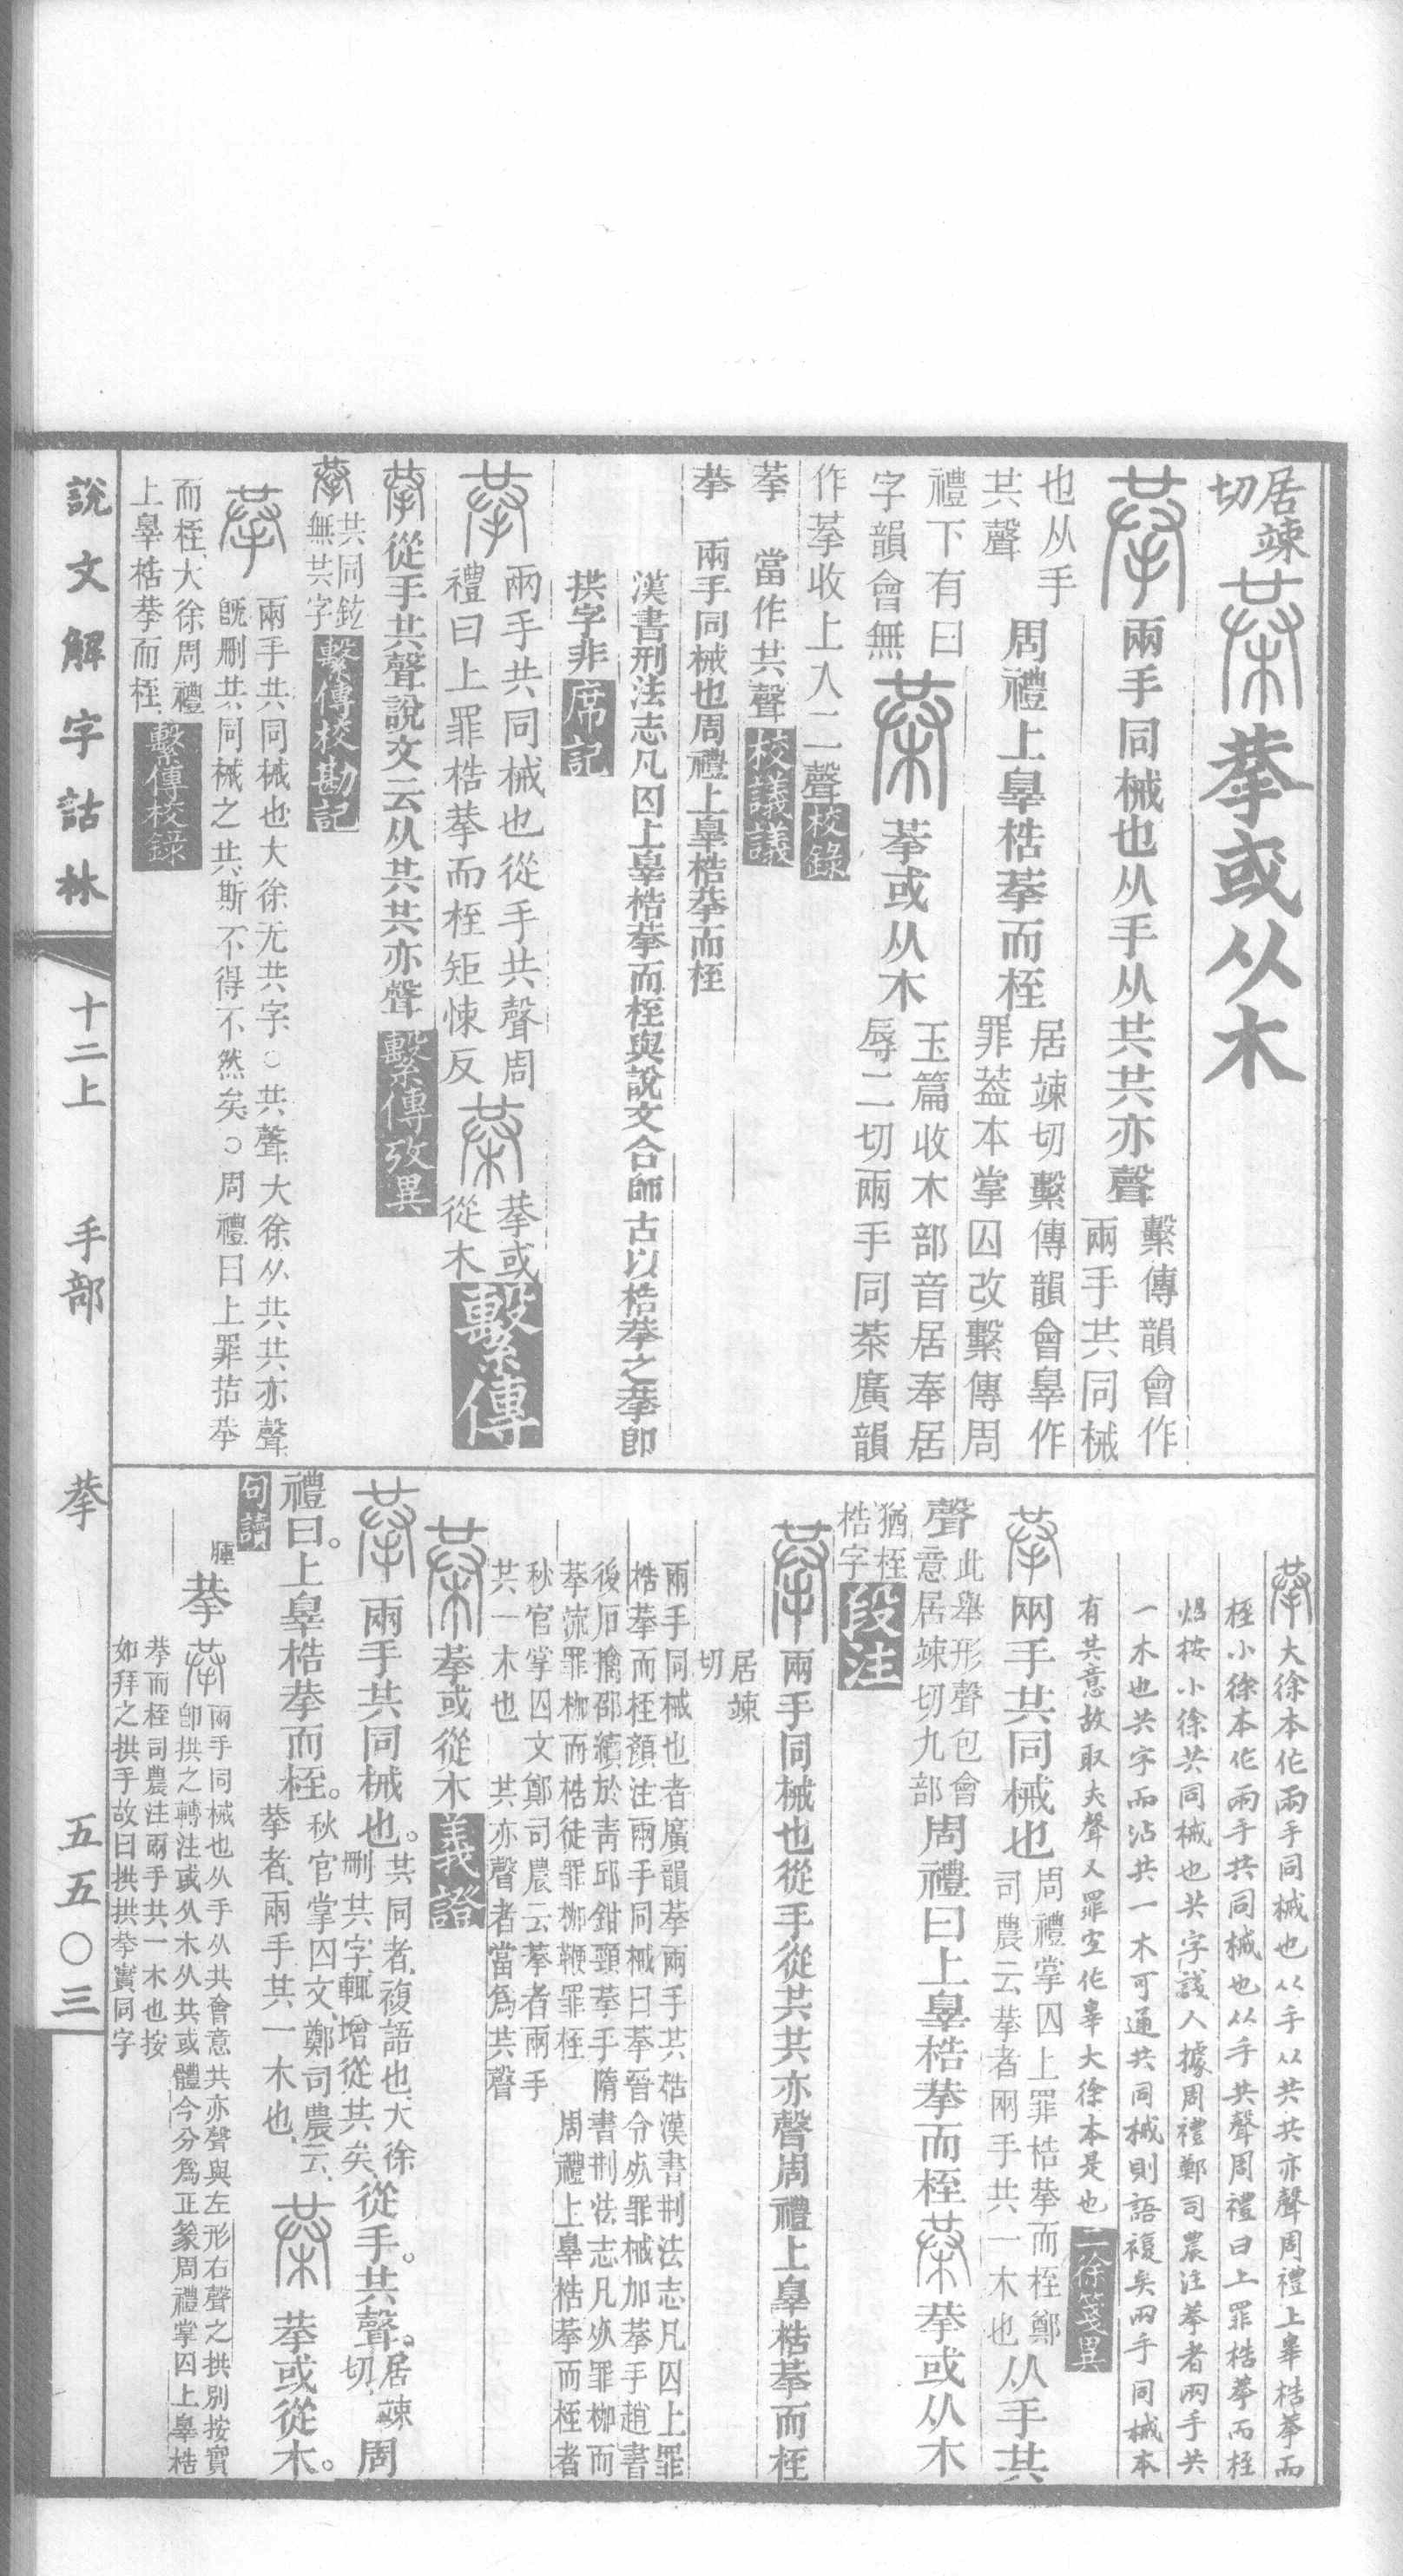 居竦切 𣐺 拲或从木
拲 兩手同械也从手从共共亦聲 繫傳韻會作兩手共同械
也从手共聲 周禮上辠梏拲而桎 居竦切繫傳韻會辠作罪葢本掌囚改繫傳周
禮下有曰字韻會無 𣐺 拲或从木 玉篇收木部音居奉居辱二切兩手同𣐺廣韻
作拲收上入二聲 校錄
拲 當作共聲 校議議
拲 兩手同械也周禮上辠梏拲而桎
漢書刑法志凡囚上辠梏拲而桎與說文合師古以梏拲之拲即
拱字非 席記
拲 兩手共同械也從手共聲周禮曰上罪梏拲而桎矩悚反 𣐺 拲或從木 繫傳
拲從手共聲說文云从共共亦聲 繫傳攷異
拲 共同鉉無共字 繫傳校勘記
拲 兩手共同械也大徐无共字○共聲大徐从共共亦聲
既刪共同械之共斯不得不然矣○周禮曰上罪拮拲
而桎大徐周禮
上辠梏拲而桎 繫傳校錄
拲 大徐本作兩手同械也从手从共共亦聲周禮上辠梏拲而
桎小徐本作兩手共同械也从手共聲周禮曰上罪梏拲而桎
焻桉小徐共同械也共字議人據周禮鄭司農注拲者兩手共
一木也共字而沾共一木可通共同械則語複矣兩手同械本
有共意故取夫聲又罪空作辠大徐本是也 二徐箋異
拲 兩手共同械也 周禮掌囚上罪梏拲而桎鄭司農云拲者兩手共一木也 从手共
聲 此舉形聲包會意居竦切九部 周禮曰上辠梏拲而桎 𣐺 拲或从木
猶桎梏字 段注
拲 兩手同械也從手從共共亦聲周禮上辠梏拲而桎
居竦切
兩手同械也者廣韻拲兩手共梏漢書刑法志凡囚上罪
梏拲而桎顏注兩手同械曰拲晉令死罪械加拲手趙書
後石擒邵續於靑邱鉗頸拲手隋書刑法志凡死罪枷而
拲流罪枷而梏徒罪枷鞭罪桎 周禮上辠梏拲而桎者
秋官掌囚文鄭司農云拲者兩手
共一木也 共亦聲者當爲共聲
𣐺 拲或從木 義證
拲 兩手共同械也。共同者複語也大徐刪共字輒增從共矣 從手。共聲。居竦切 周
禮曰。上辠梏拲而桎。秋官掌囚文鄭司農云拲者兩手共一木也 𣐺 拲或從木。
句讀
拲 兩手同械也从手从共會意共亦聲與左形右聲之拱別按實
即拱之轉注或从木从共或體今分爲正篆周禮掌囚上辠梏
拲而桎司農注兩手共一木也按
如拜之拱手故曰拱拱拲實同字
說文解字詁林 十二上 手部 拲 五五〇三